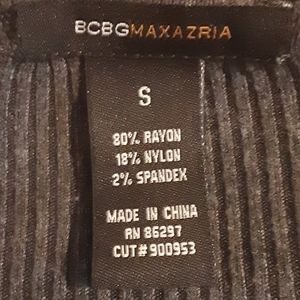 BCBGMAXAZRIA
S
80% RAYON
18% NYLON
2% SPANDEX
MADE IN CHINA
RN 86297
CUT# 900953